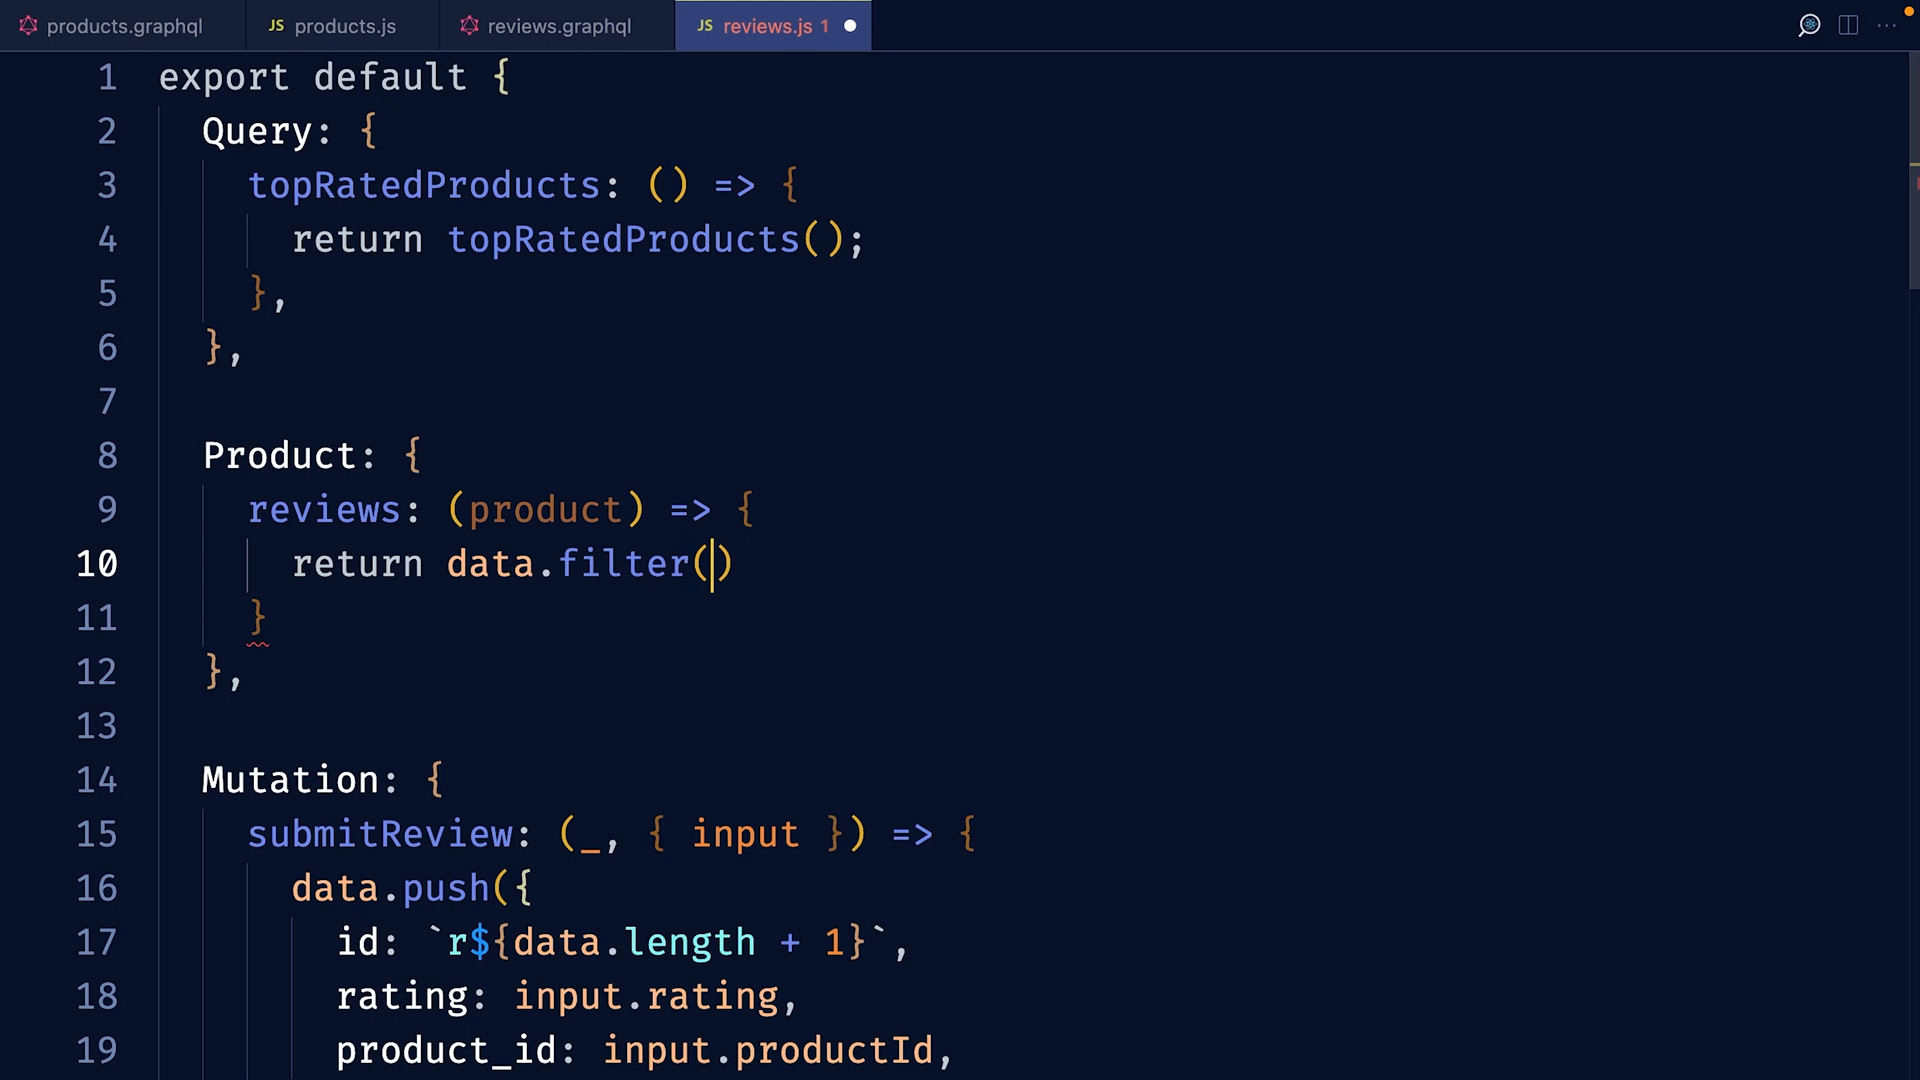 products.graphql
JS products.js
reviews.graphql
JS reviews.js 1
1 export default {
2 Query: {
3 topRatedProducts: () => {
4 return topRatedProducts();
5 },
6 },
7
8 Product: {
9 reviews: (product) => {
10 return data.filter()
11 }
12 },
13
14 Mutation: {
15 submitReview: (_, { input }) => {
16 data.push({
17 id: `r${data.length + 1}`,
18 rating: input.rating,
19 product_id: input.productId,